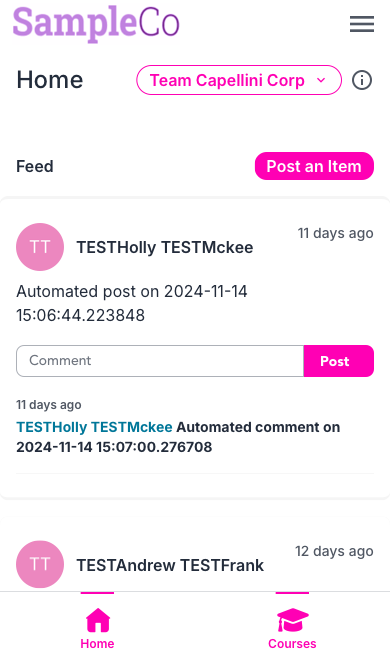 SampleCo
Home
Team Capellini Corp
Feed
Post an Item
TT
TESTHolly TESTMckee
11 days ago
Automated post on 2024-11-14
15:06:44.223848
Comment
Post
11 days ago
TESTHolly TESTMckee Automated comment on
2024-11-14 15:07:00.276708
TT
TESTAndrew TESTFrank
12 days ago
Home
Courses